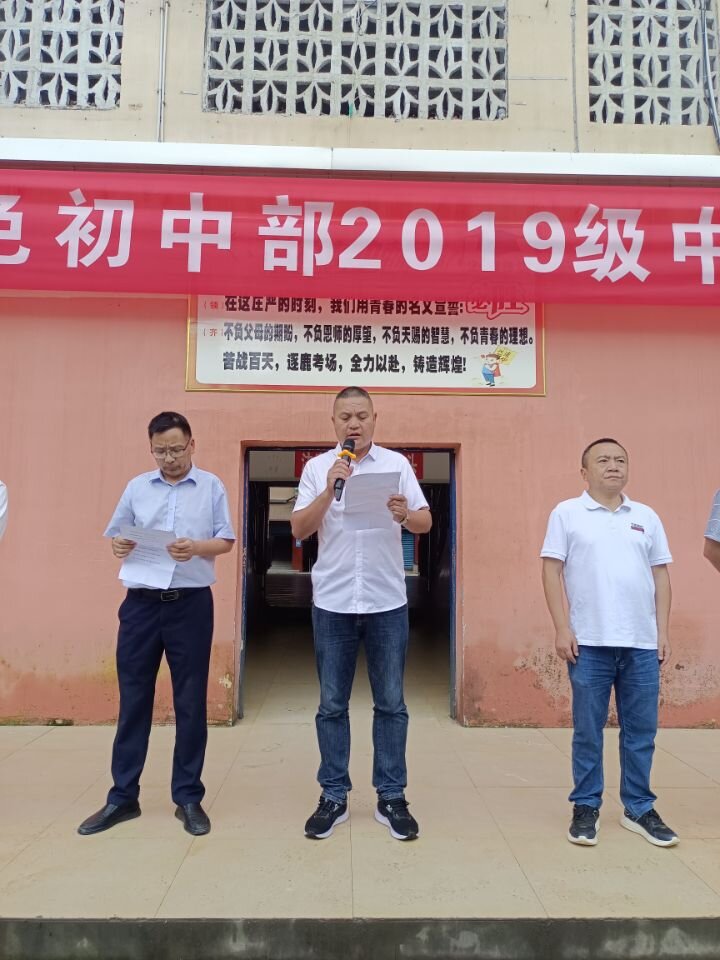 初中部2019级中
(领) 在这庄严的时刻，我们用青春的名义宣誓：
(齐) 不负父母的期盼，不负恩师的厚望，不负天赐的智慧，不负青春的理想。
苦战百天，逐鹿考场，全力以赴，铸造辉煌！